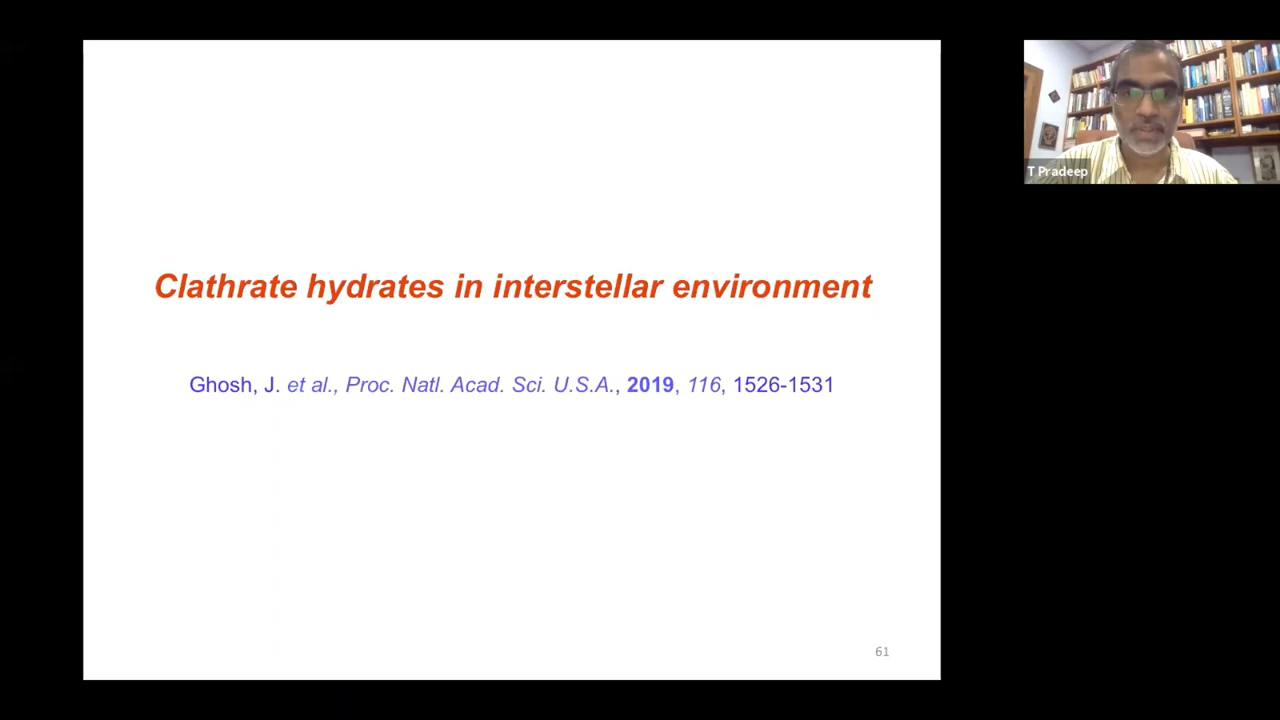 Clathrate hydrates in interstellar environment
Ghosh, J. et al., Proc. Natl. Acad. Sci. U.S.A., 2019, 116, 1526-1531
61
T Pradeep